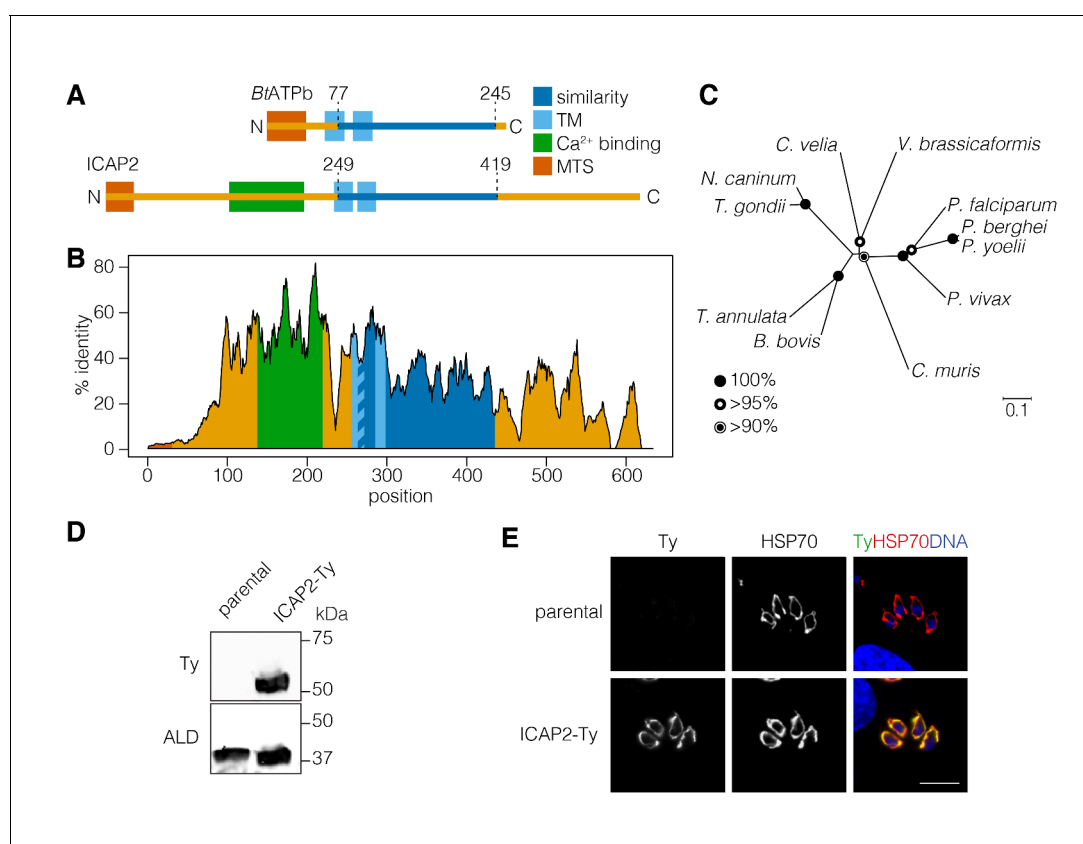 A
BtATPb
77
245
N
C
similarity
TM
Ca²⁺ binding
MTS
ICAP2
249
419
N
C
B
% identity
80
60
40
20
0
0 100 200 300 400 500 600
position
C
C. velia
V. brassicaformis
N. caninum
T. gondii
P. falciparum
P. berghei
P. yoelii
T. annulata
B. bovis
P. vivax
C. muris
100%
>95%
>90%
0.1
D
parental
ICAP2-Ty
kDa
Ty
75
50
ALD
50
37
E
Ty
HSP70
TyHSP70DNA
parental
ICAP2-Ty